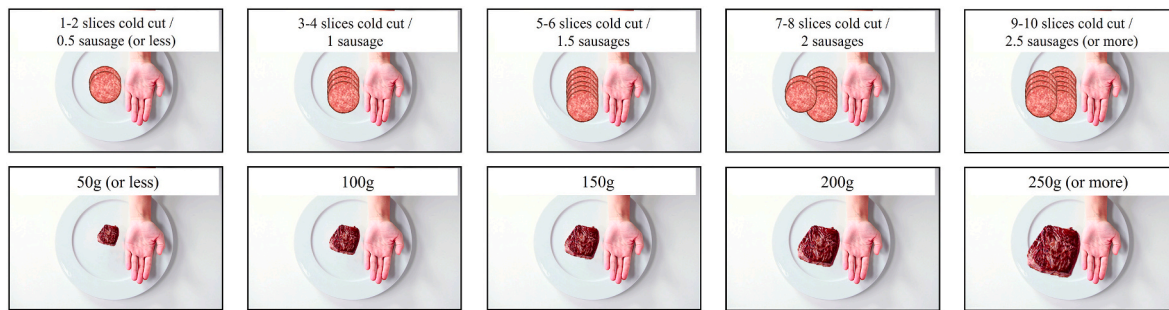 1-2 slices cold cut /
0.5 sausage (or less)
3-4 slices cold cut /
1 sausage
5-6 slices cold cut /
1.5 sausages
7-8 slices cold cut /
2 sausages
9-10 slices cold cut /
2.5 sausages (or more)
50g (or less)
100g
150g
200g
250g (or more)